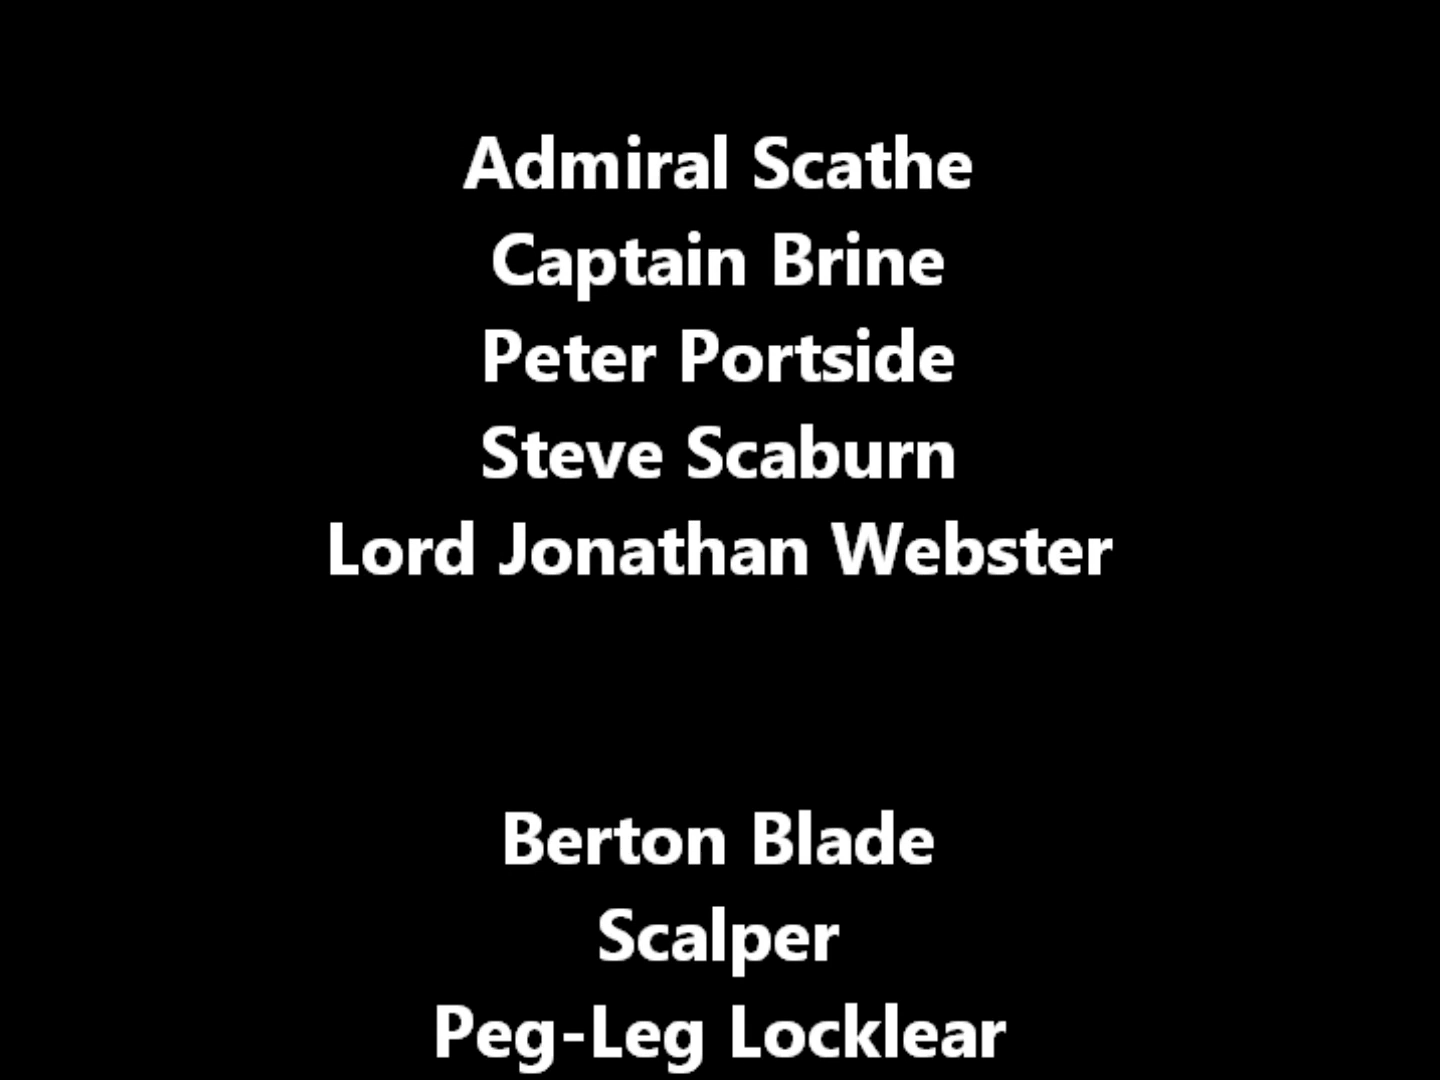 Admiral Scathe
Captain Brine
Peter Portside
Steve Scaburn
Lord Jonathan Webster
Berton Blade
Scalper
Peg-Leg Locklear